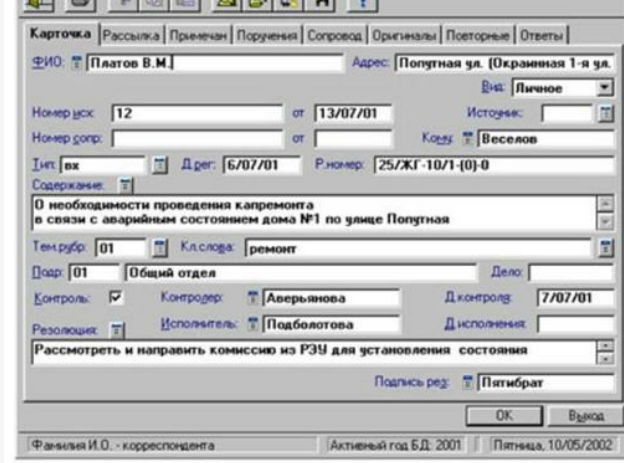 Карточка Рассылка Примечан Поручения Сопровод Оригиналы Повторные Ответы
ФИО: Платов В.М. Адрес: Попутная ул. (Окраинная 1-я ул.
Вид: Личное
Номер исх 12 от 13/07/01 Источник:
Номер сопр: от Кому: Веселов
Тип: вх Д.рег: 6/07/01 Р.номер: 25/ЖГ-10/1-(0)-0
Содержание:
О необходимости проведения капремонта
в связи с аварийным состоянием дома №1 по улице Попутная
Тем.рубр: 01 Кл.слова: ремонт
Подр: 01 Общий отдел Дело:
Контроль: Контролер: Аверьянова Д.контроля: 7/07/01
Резолюция: Исполнитель: Подболотова Д.исполнения:
Рассмотреть и направить комиссию из РЭУ для установления состояния
Подпись рез: Пятибрат
OK Выход
Фамилия И.О. - корреспондента Активный год БД: 2001 Пятница, 10/05/2002